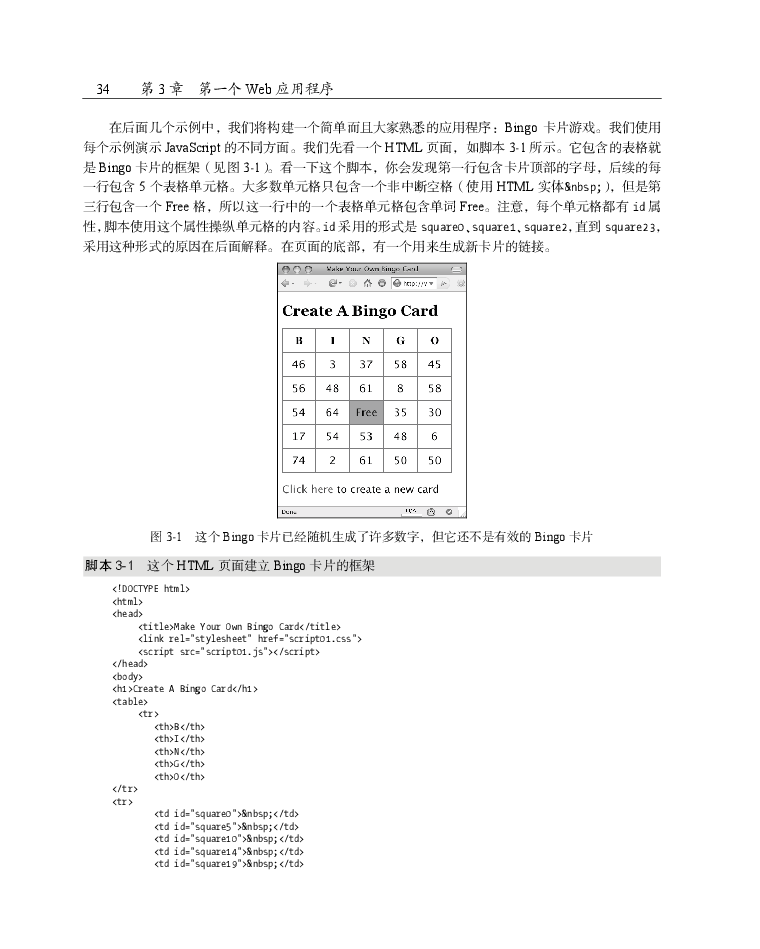 34 第 3 章 第一个 Web 应用程序
在后面几个示例中，我们将构建一个简单而且大家熟悉的应用程序：Bingo 卡片游戏。我们使用
每个示例演示 JavaScript 的不同方面。我们先看一个 HTML 页面，如脚本 3-1 所示。它包含的表格就
是 Bingo 卡片的框架（见图 3-1）。看一下这个脚本，你会发现第一行包含卡片顶部的字母，后续的每
一行包含 5 个表格单元格。大多数单元格只包含一个非中断空格（使用 HTML 实体&nbsp;），但是第
三行包含一个 Free 格，所以这一行中的一个表格单元格包含单词 Free。注意，每个单元格都有 id 属
性，脚本使用这个属性操纵单元格的内容。id 采用的形式是 square0、square1、square2，直到 square23，
采用这种形式的原因在后面解释。在页面的底部，有一个用来生成新卡片的链接。
Make Your Own Bingo Card
Create A Bingo Card
B I N G O
46 3 37 58 45
56 48 61 8 58
54 64 Free 35 30
17 54 53 48 6
74 2 61 50 50
Click here to create a new card
Done
图 3-1 这个 Bingo 卡片已经随机生成了许多数字，但它还不是有效的 Bingo 卡片
脚本 3-1 这个 HTML 页面建立 Bingo 卡片的框架
<!DOCTYPE html>
<html>
<head>
<title>Make Your Own Bingo Card</title>
<link rel="stylesheet" href="script01.css">
<script src="script01.js"></script>
</head>
<body>
<h1>Create A Bingo Card</h1>
<table>
<tr>
<th>B</th>
<th>I</th>
<th>N</th>
<th>G</th>
<th>O</th>
</tr>
<tr>
<td id="square0">&nbsp;</td>
<td id="square5">&nbsp;</td>
<td id="square10">&nbsp;</td>
<td id="square14">&nbsp;</td>
<td id="square19">&nbsp;</td>